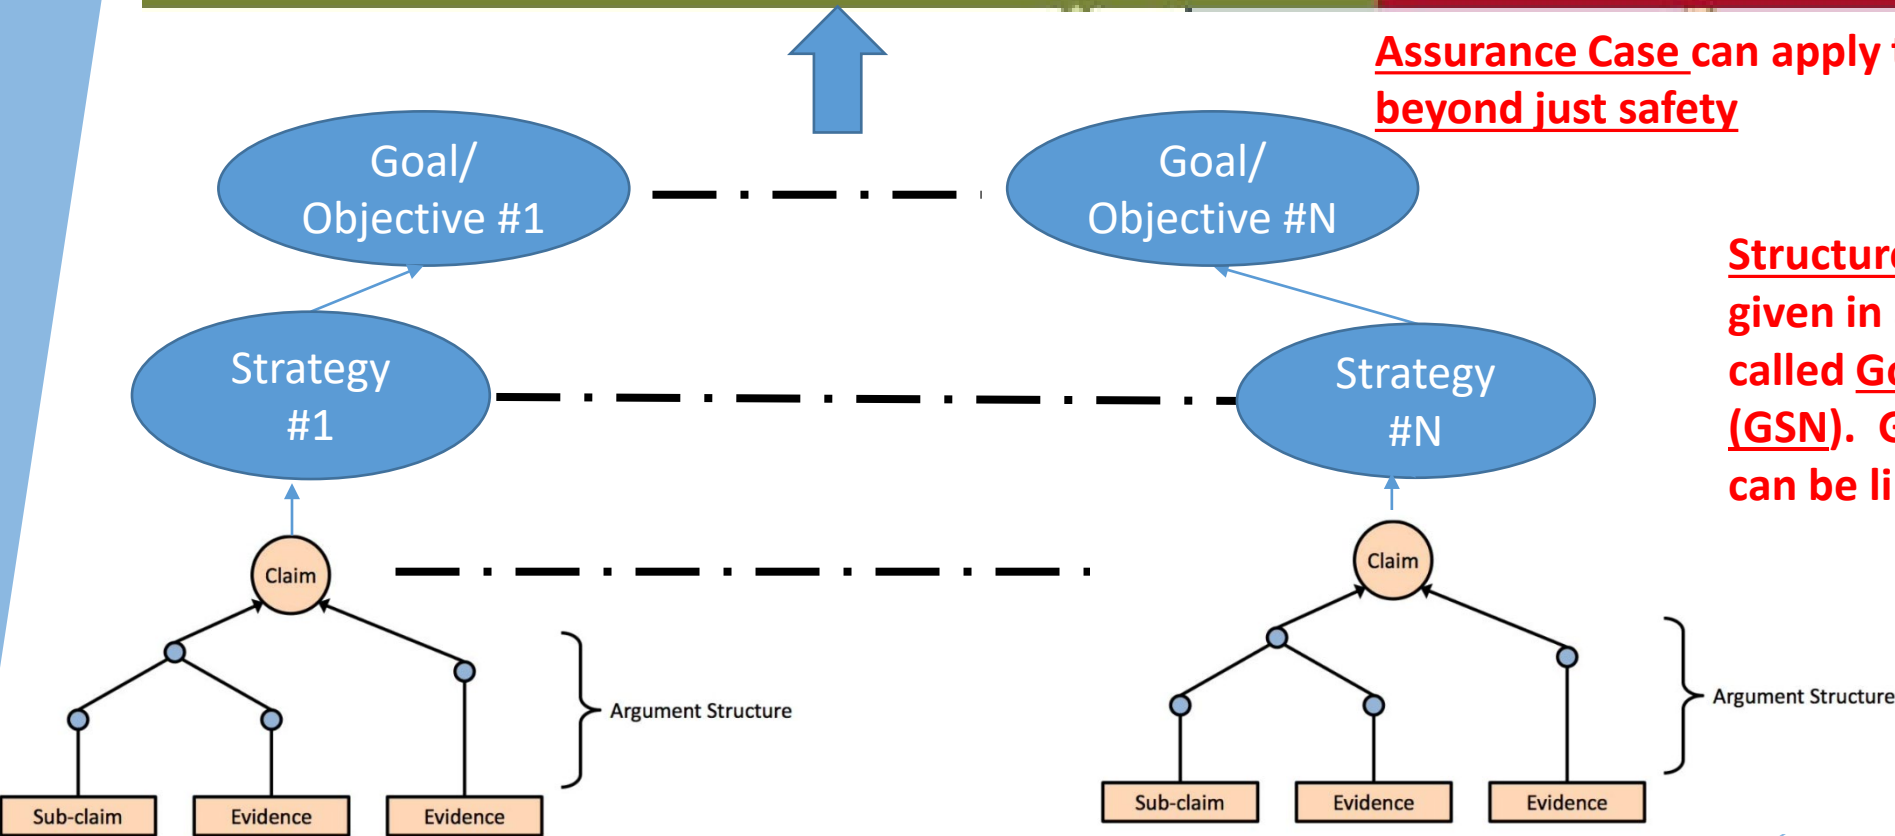 Assurance Case can apply
beyond just safety
Goal/
Objective #1
Goal/
Objective #N
given in
called
(GSN). G
can be li
Strategy
#1
Strategy
#N
Claim
Claim
Argument Structure
Argument Structure
Sub-claim
Evidence
Evidence
Sub-claim
Evidence
Evidence